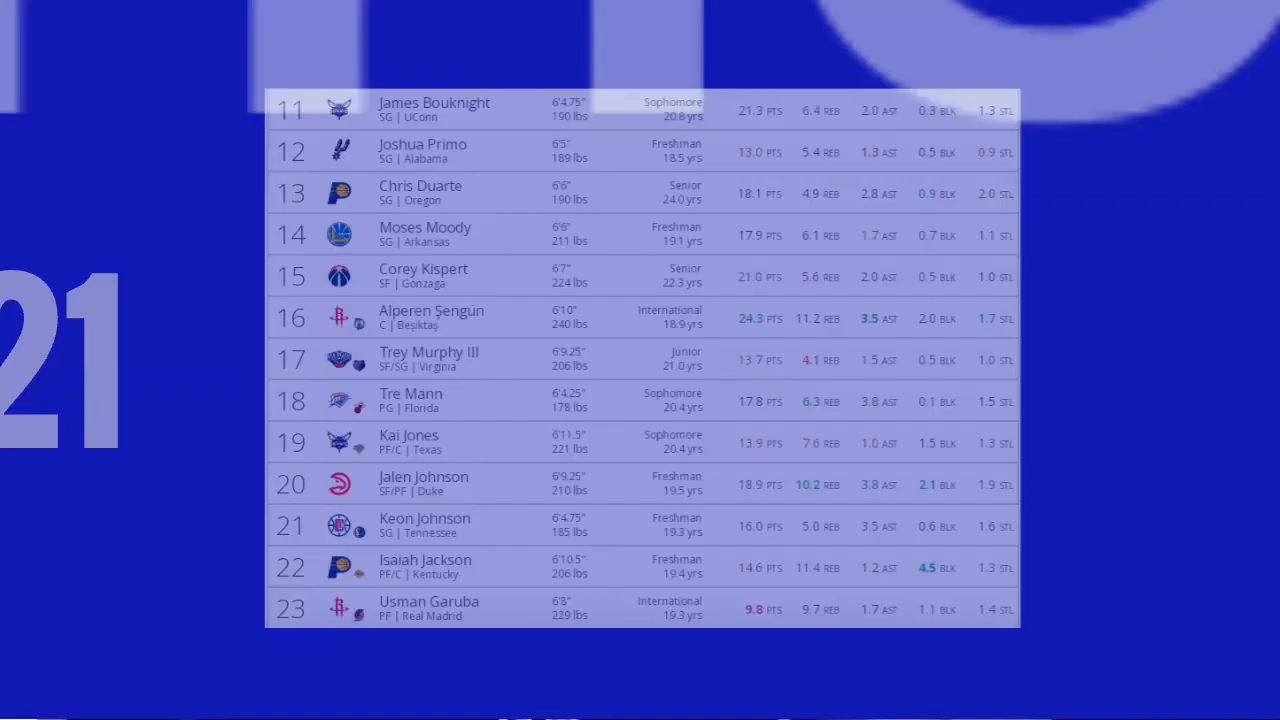 11 James Bouknight 6'4.75" Sophomore 21.3 PTS 6.4 REB 2.0 AST 0.3 BLK 1.3 STL
SG | UConn 190 lbs 20.8 yrs
12 Joshua Primo 6'5" Freshman 13.0 PTS 5.4 REB 1.3 AST 0.5 BLK 0.9 STL
SG | Alabama 189 lbs 18.5 yrs
13 Chris Duarte 6'6" Senior 18.1 PTS 4.9 REB 2.8 AST 0.9 BLK 2.0 STL
SG | Oregon 190 lbs 24.0 yrs
14 Moses Moody 6'6" Freshman 17.9 PTS 6.1 REB 1.7 AST 0.7 BLK 1.1 STL
SG | Arkansas 211 lbs 19.1 yrs
15 Corey Kispert 6'7" Senior 21.0 PTS 5.6 REB 2.0 AST 0.5 BLK 1.0 STL
SF | Gonzaga 224 lbs 22.3 yrs
16 Alperen Şengün 6'10" International 24.3 PTS 11.2 REB 3.5 AST 2.0 BLK 1.7 STL
C | Beşiktaş 240 lbs 18.9 yrs
17 Trey Murphy III 6'9.25" Junior 13.7 PTS 4.1 REB 1.5 AST 0.5 BLK 1.0 STL
SF/SG | Virginia 206 lbs 21.0 yrs
18 Tre Mann 6'4.25" Sophomore 17.8 PTS 6.3 REB 3.8 AST 0.1 BLK 1.5 STL
PG | Florida 178 lbs 20.4 yrs
19 Kai Jones 6'11.5" Sophomore 13.9 PTS 7.6 REB 1.0 AST 1.5 BLK 1.3 STL
PF/C | Texas 221 lbs 20.4 yrs
20 Jalen Johnson 6'9.25" Freshman 18.9 PTS 10.2 REB 3.8 AST 2.1 BLK 1.9 STL
SF/PF | Duke 210 lbs 19.5 yrs
21 Keon Johnson 6'4.75" Freshman 16.0 PTS 5.0 REB 3.5 AST 0.6 BLK 1.6 STL
SG | Tennessee 185 lbs 19.3 yrs
22 Isaiah Jackson 6'10.5" Freshman 14.6 PTS 11.4 REB 1.2 AST 4.5 BLK 1.3 STL
PF/C | Kentucky 206 lbs 19.4 yrs
23 Usman Garuba 6'8" International 9.8 PTS 9.7 REB 1.7 AST 1.1 BLK 1.4 STL
PF | Real Madrid 229 lbs 19.3 yrs
21